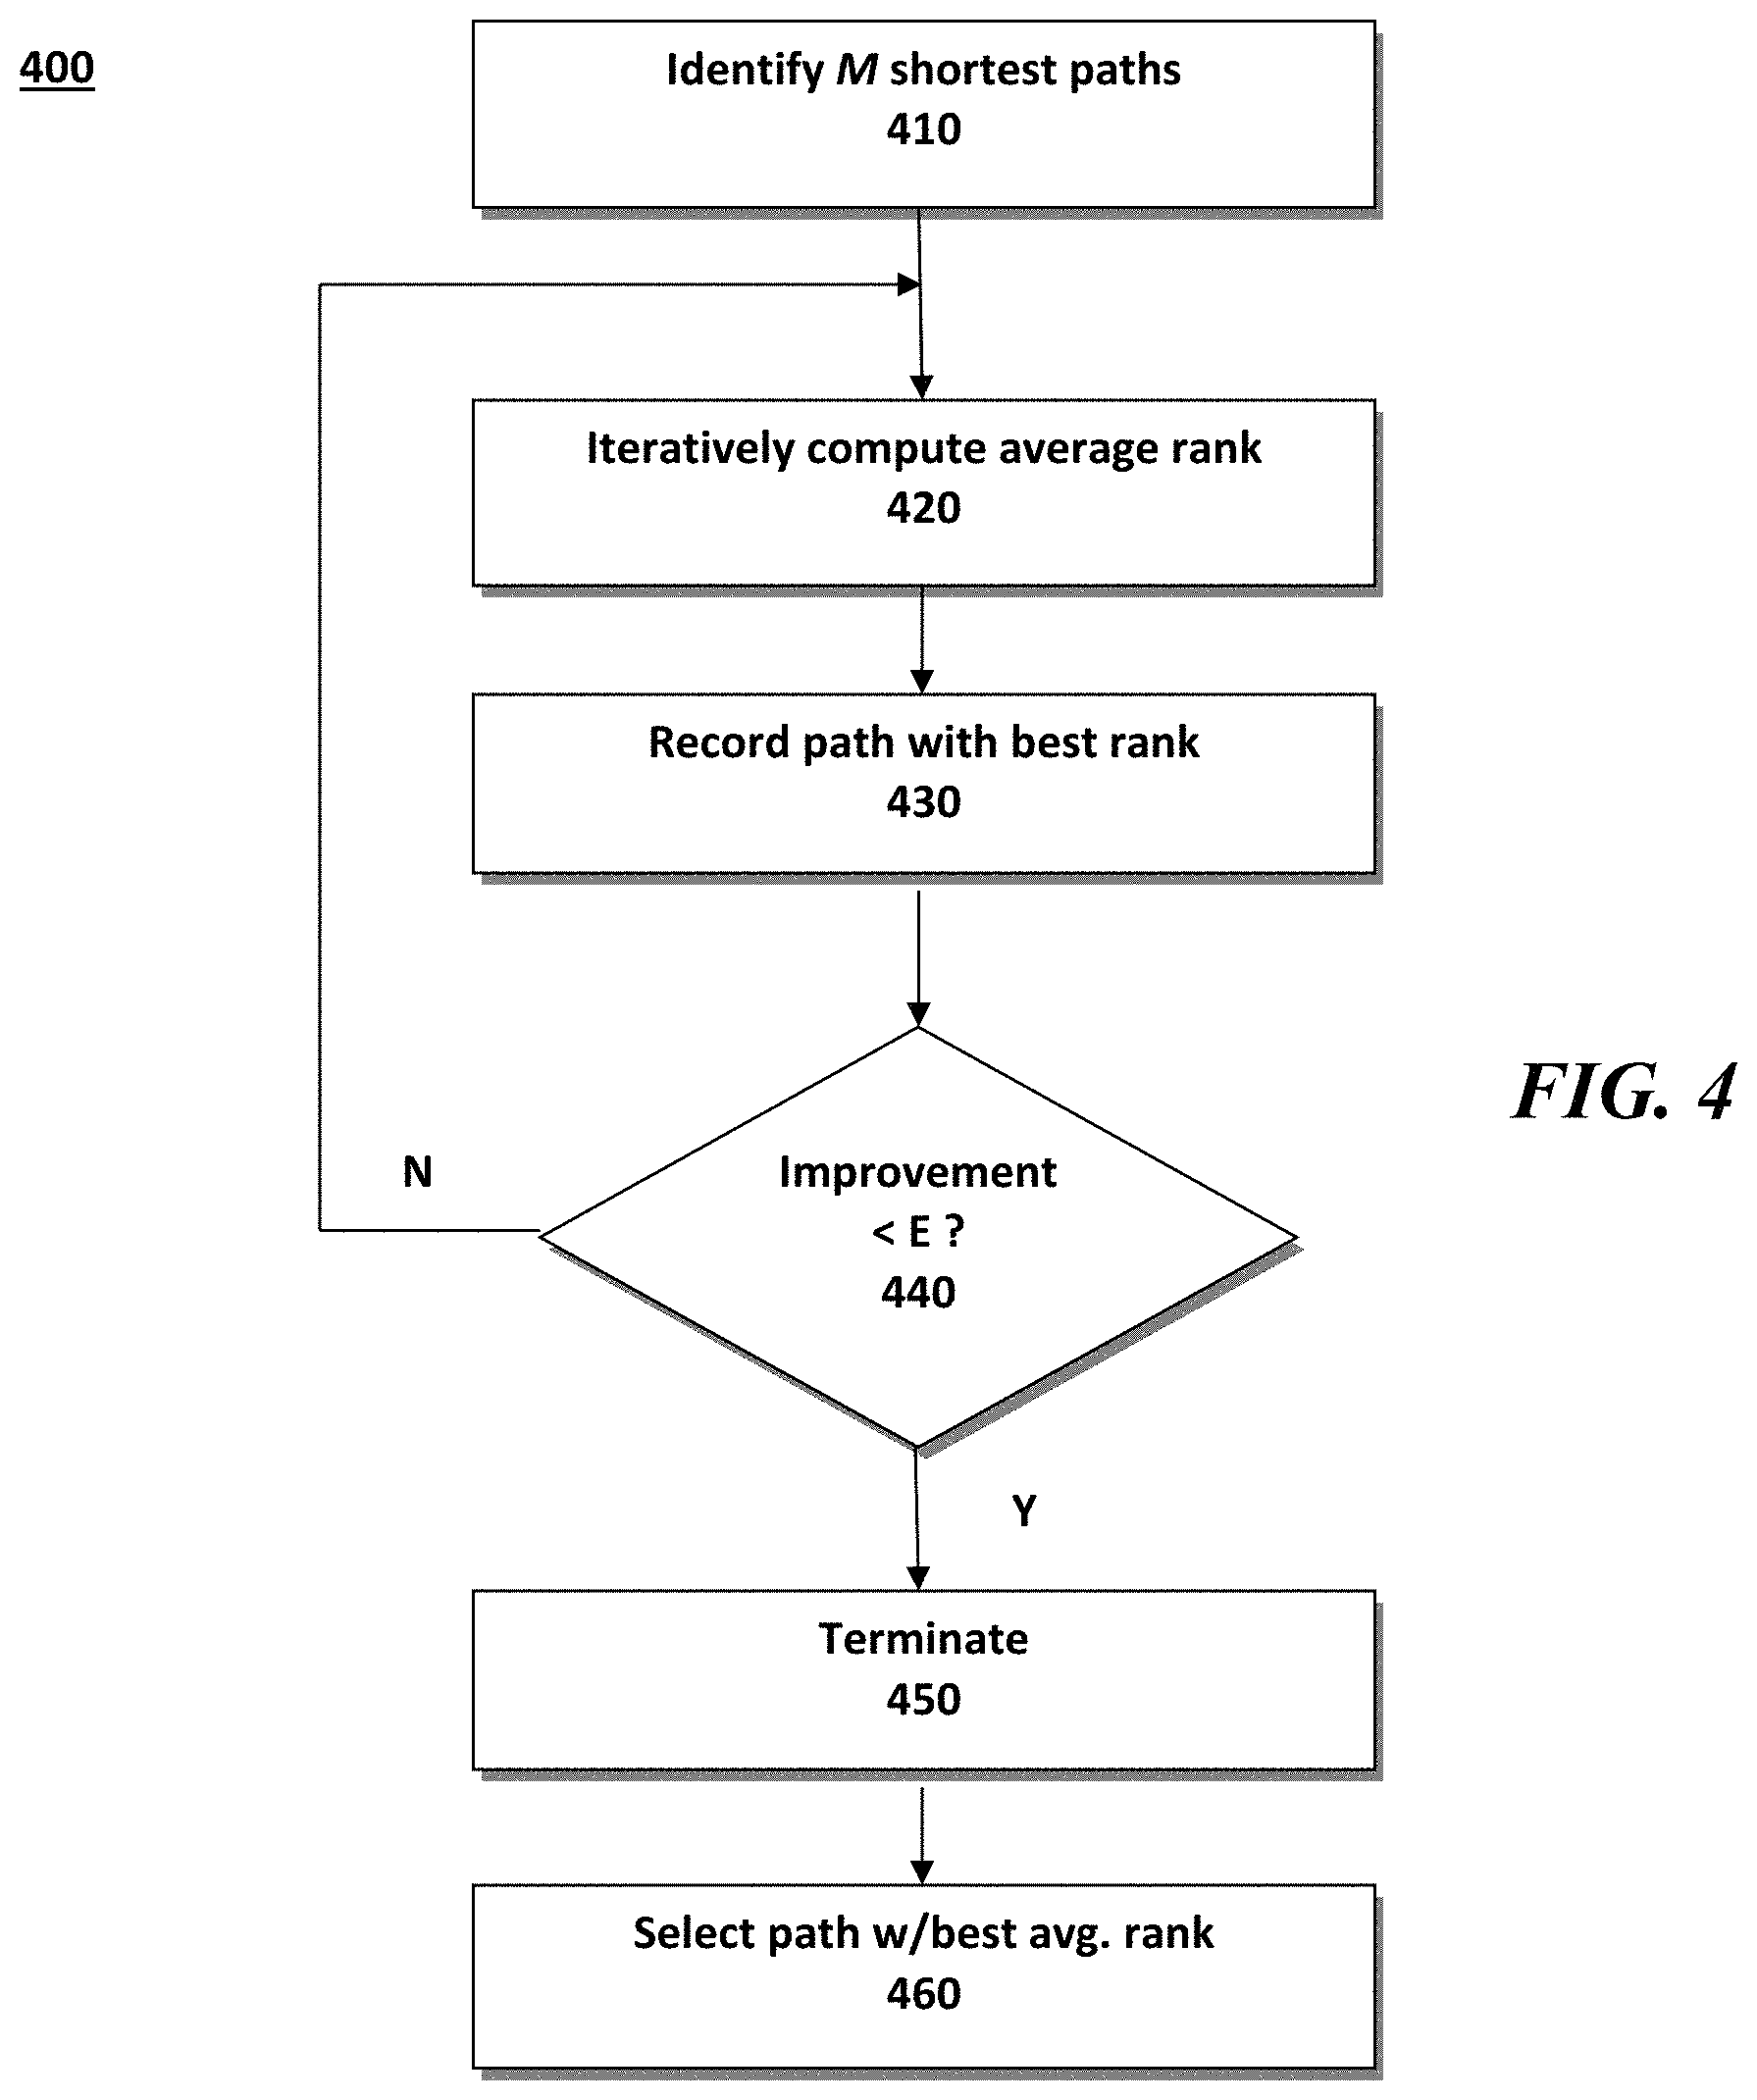 400
Identify M shortest paths
410
Iteratively compute average rank
420
Record path with best rank
430
FIG. 4
N
Improvement
< E ?
440
Y
Terminate
450
Select path w/best avg. rank
460